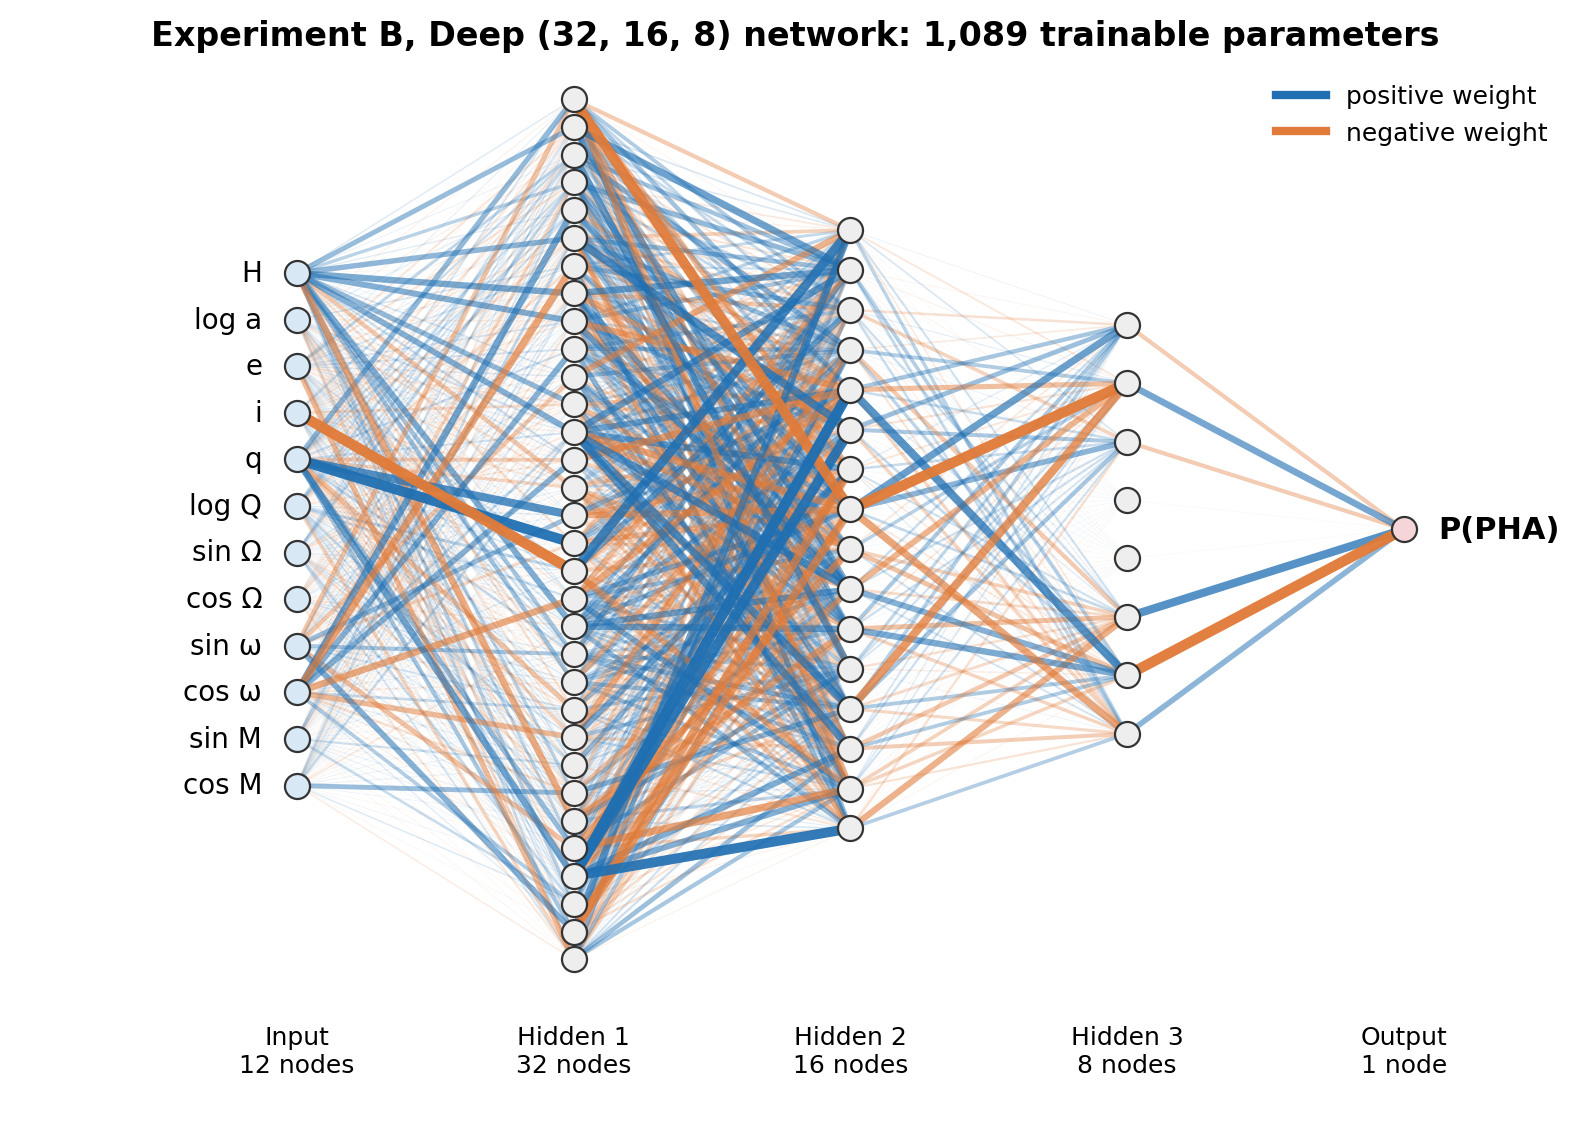 Experiment B, Deep (32, 16, 8) network: 1,089 trainable parameters
positive weight
negative weight
H
log a
e
i
q
log Q
sin Ω
cos Ω
sin ω
cos ω
sin M
cos M
P(PHA)
Input
12 nodes
Hidden 1
32 nodes
Hidden 2
16 nodes
Hidden 3
8 nodes
Output
1 node